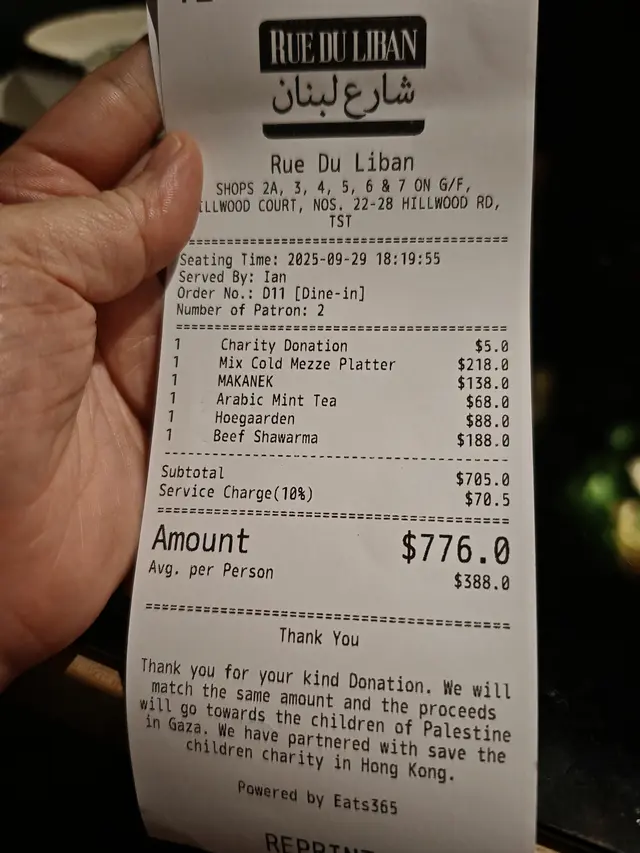 RUE DU LIBAN
شارع لبنان
Rue Du Liban
SHOPS 2A, 3, 4, 5, 6 & 7 ON G/F,
ILLWOOD COURT, NOS. 22-28 HILLWOOD RD,
TST
Seating Time: 2025-09-29 18:19:55
Served By: Ian
Order No.: D11 [Dine-in]
Number of Patron: 2
1 Charity Donation $5.0
1 Mix Cold Mezze Platter $218.0
1 MAKANEK $138.0
1 Arabic Mint Tea $68.0
1 Hoegaarden $88.0
1 Beef Shawarma $188.0
Subtotal $705.0
Service Charge(10%) $70.5
Amount $776.0
Avg. per Person $388.0
Thank You
Thank you for your kind Donation. We will
match the same amount and the proceeds
will go towards the children of Palestine
in Gaza. We have partnered with save the
children charity in Hong Kong.
Powered by Eats365
REPRINT